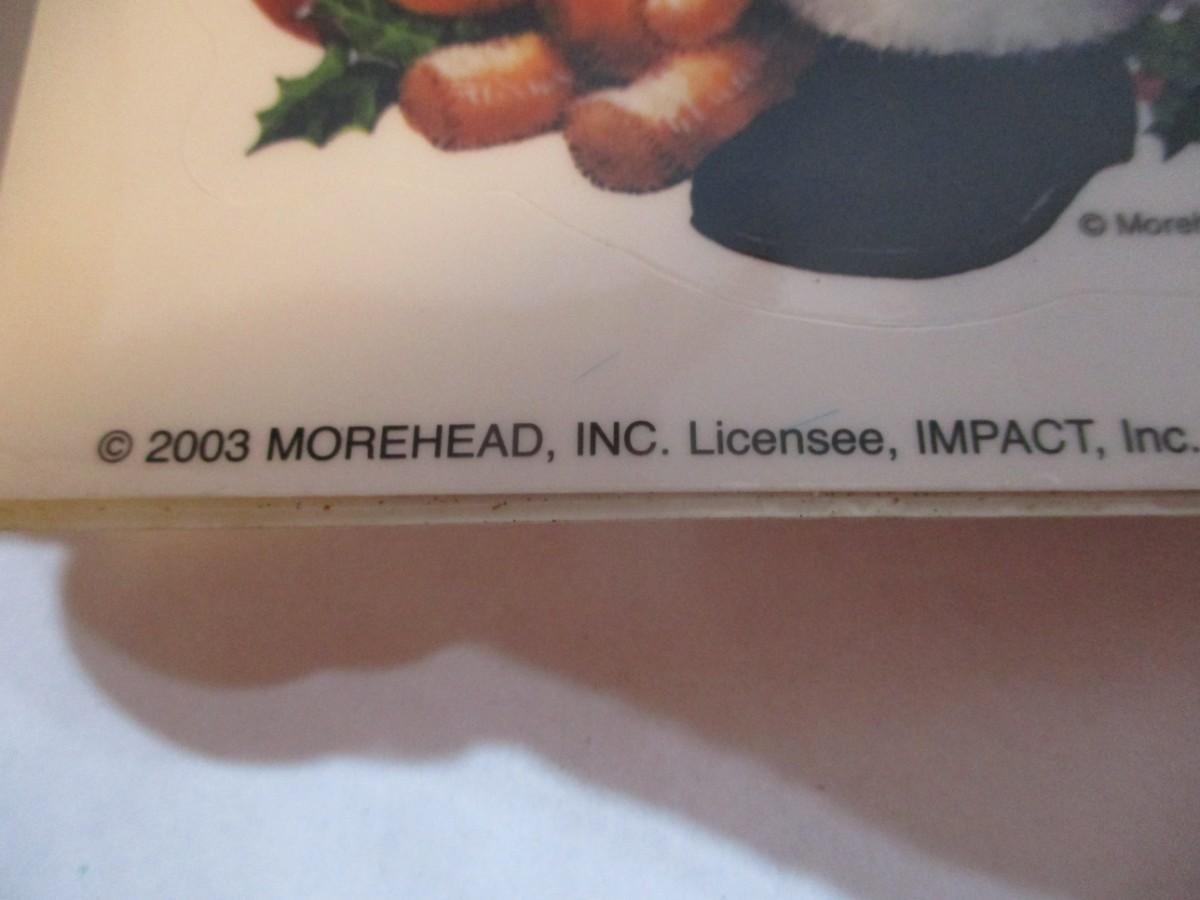 ©
© 2003 MOREHEAD, INC. Licensee, IMPACT, Inc.